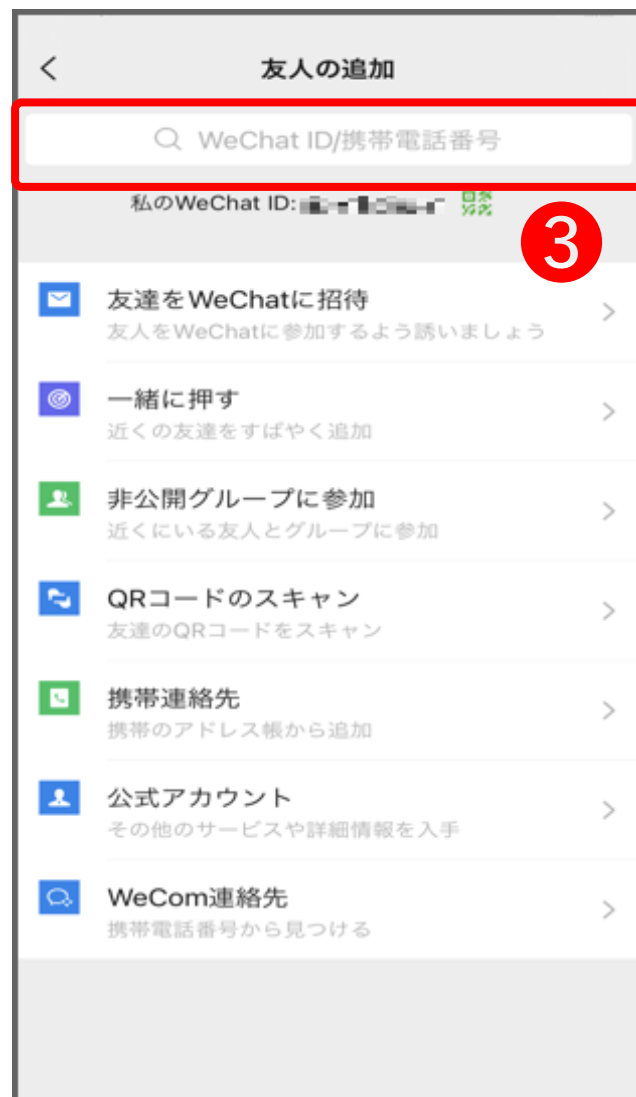 友人の追加
WeChat ID/携帯電話番号
私のWeChat ID:
3
友達をWeChatに招待
友人をWeChatに参加するよう誘いましょう
一緒に押す
近くの友達をすばやく追加
非公開グループに参加
近くにいる友人とグループに参加
QRコードのスキャン
友達のQRコードをスキャン
携帯連絡先
携帯のアドレス帳から追加
公式アカウント
その他のサービスや詳細情報を入手
WeCom連絡先
携帯電話番号から見つける